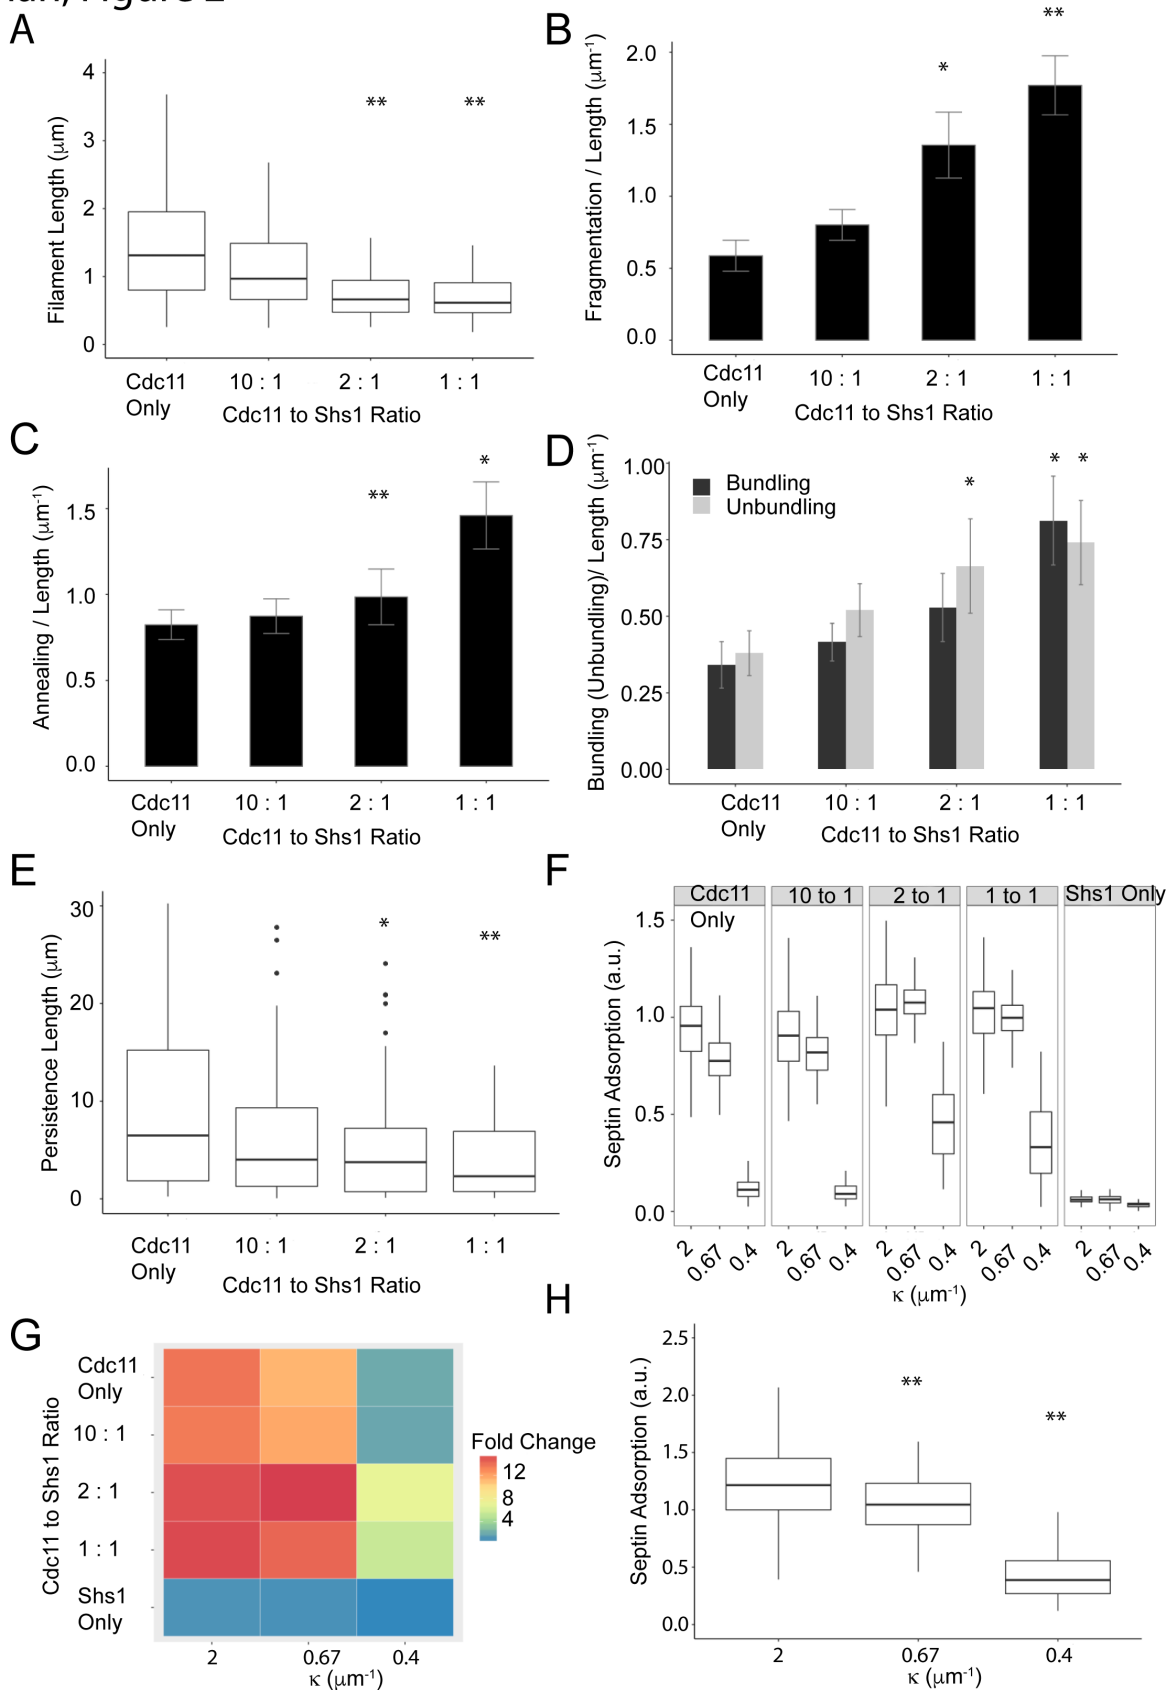 A
Filament Length (μm)
4
3
2
1
0
** **
Cdc11
Only
10 : 1
2 : 1
1 : 1
Cdc11 to Shs1 Ratio
B
Fragmentation / Length (μm⁻¹)
2.0
1.5
1.0
0.5
0.0
* **
Cdc11
Only
10 : 1
2 : 1
1 : 1
Cdc11 to Shs1 Ratio
C
Annealing / Length (μm⁻¹)
1.5
1.0
0.5
0.0
** *
Cdc11
Only
10 : 1
2 : 1
1 : 1
Cdc11 to Shs1 Ratio
D
Bundling (Unbundling)/ Length (μm⁻¹)
1.00
0.75
0.50
0.25
0.00
Bundling
Unbundling
* * *
Cdc11
Only
10 : 1
2 : 1
1 : 1
Cdc11 to Shs1 Ratio
E
Persistence Length (μm)
30
20
10
0
* **
Cdc11
Only
10 : 1
2 : 1
1 : 1
Cdc11 to Shs1 Ratio
F
Septin Adsorption (a.u.)
1.5
1.0
0.5
0.0
Cdc11
Only
10 to 1
2 to 1
1 to 1
Shs1 Only
2 0.67 0.4
2 0.67 0.4
2 0.67 0.4
2 0.67 0.4
2 0.67 0.4
κ (μm⁻¹)
G
Cdc11 to Shs1 Ratio
Cdc11
Only
10 : 1
2 : 1
1 : 1
Shs1
Only
2 0.67 0.4
κ (μm⁻¹)
Fold Change
12
8
4
H
Septin Adsorption (a.u.)
2.5
2.0
1.5
1.0
0.5
0.0
** **
2 0.67 0.4
κ (μm⁻¹)